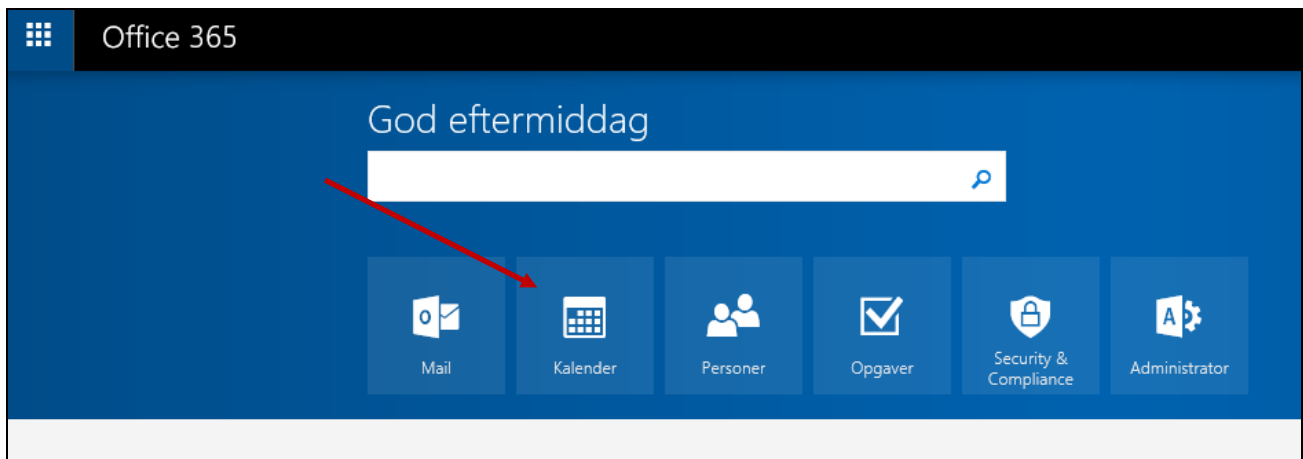 Office 365
God eftermiddag
Mail
Kalender
Personer
Opgaver
Security &
Compliance
Administrator